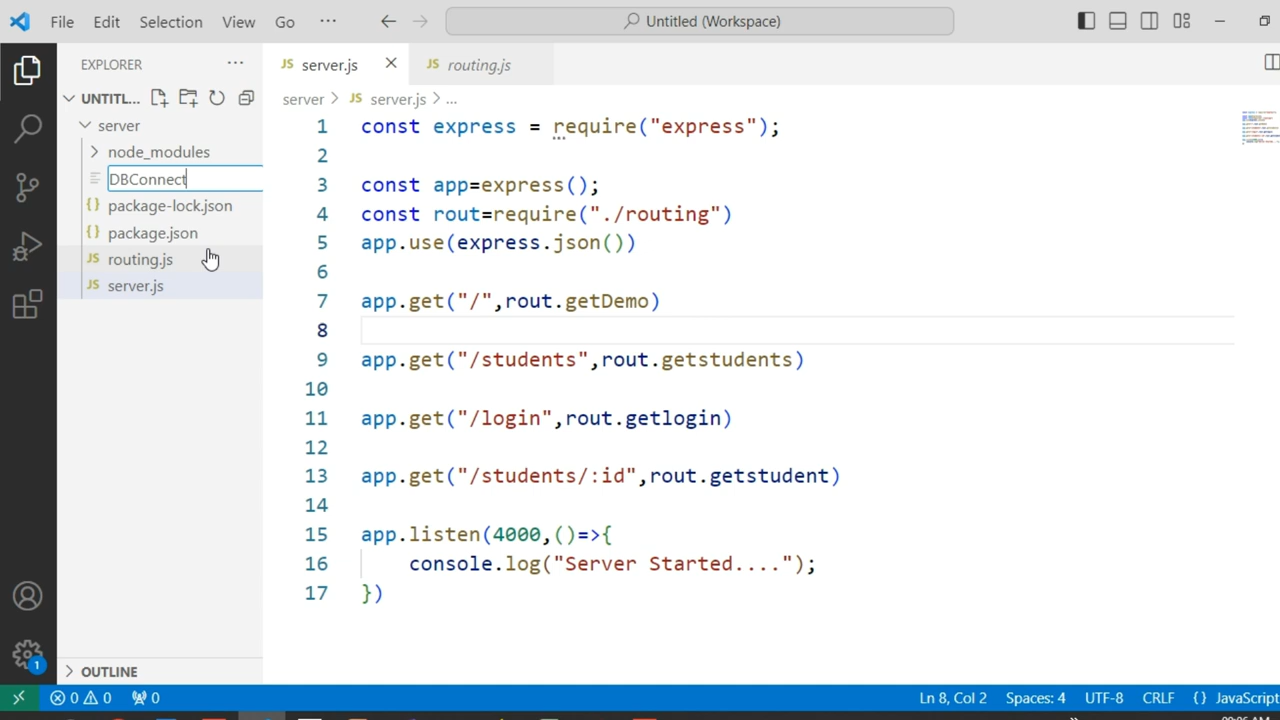 File Edit Selection View Go ··· Untitled (Workspace)
EXPLORER ···
UNTITL...
server
node_modules
DBConnect
package-lock.json
package.json
JS routing.js
JS server.js
OUTLINE
JS server.js
JS routing.js
server > JS server.js > ...
1 const express = require("express");
2
3 const app=express();
4 const rout=require("./routing")
5 app.use(express.json())
6
7 app.get("/",rout.getDemo)
8
9 app.get("/students",rout.getstudents)
10
11 app.get("/login",rout.getlogin)
12
13 app.get("/students/:id",rout.getstudent)
14
15 app.listen(4000,()=>{
16 console.log("Server Started....");
17 })
1
0 0 0 Ln 8, Col 2 Spaces: 4 UTF-8 CRLF {} JavaScript